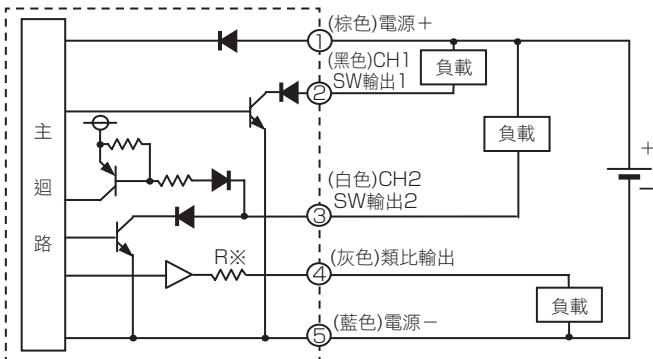 (棕色)電源+
①
(黑色)CH1
SW輸出1
②
負載
負載
主
迴
路
+
−
(白色)CH2
SW輸出2
③
R※
(灰色)類比輸出
④
負載
(藍色)電源−
⑤